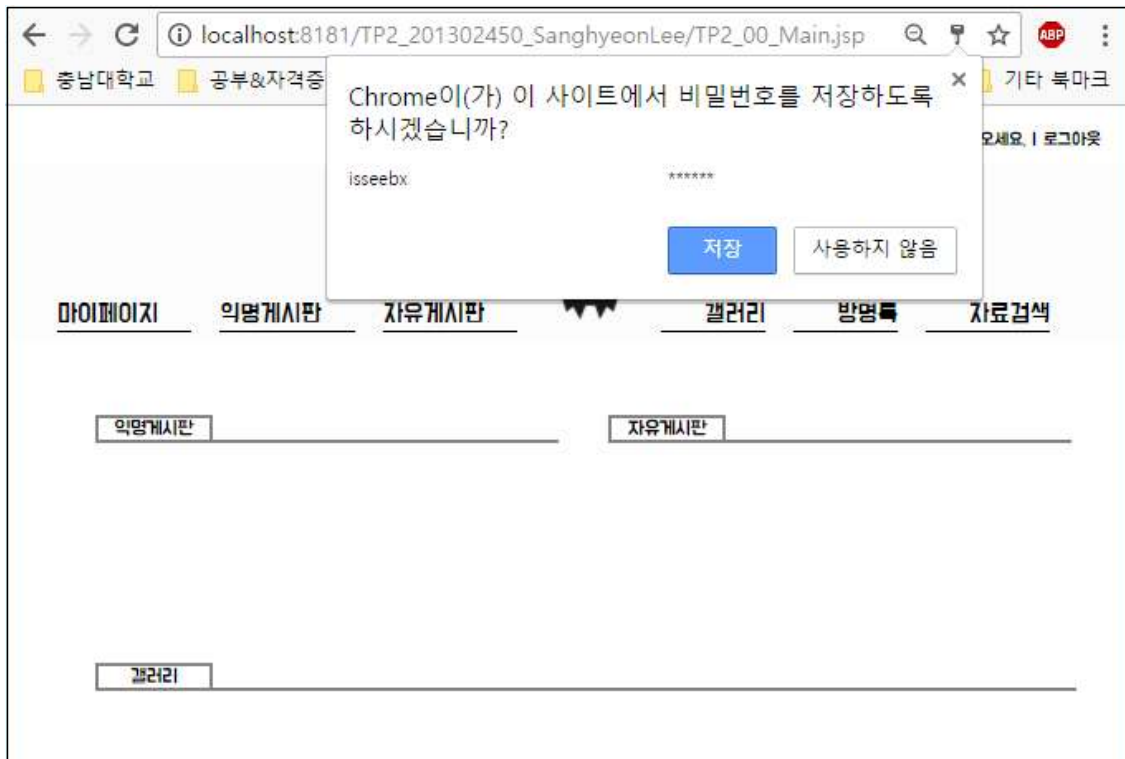 localhost:8181/TP2_201302450_SanghyeonLee/TP2_00_Main.jsp
ABP
충남대학교 공부&자격증 기타 북마크
Chrome이(가) 이 사이트에서 비밀번호를 저장하도록
하시겠습니까?
오세요. | 로그아웃
isseebx ******
저장 사용하지 않음
마이페이지 익명게시판 자유게시판 갤러리 방명록 자료검색
익명게시판 자유게시판
갤러리